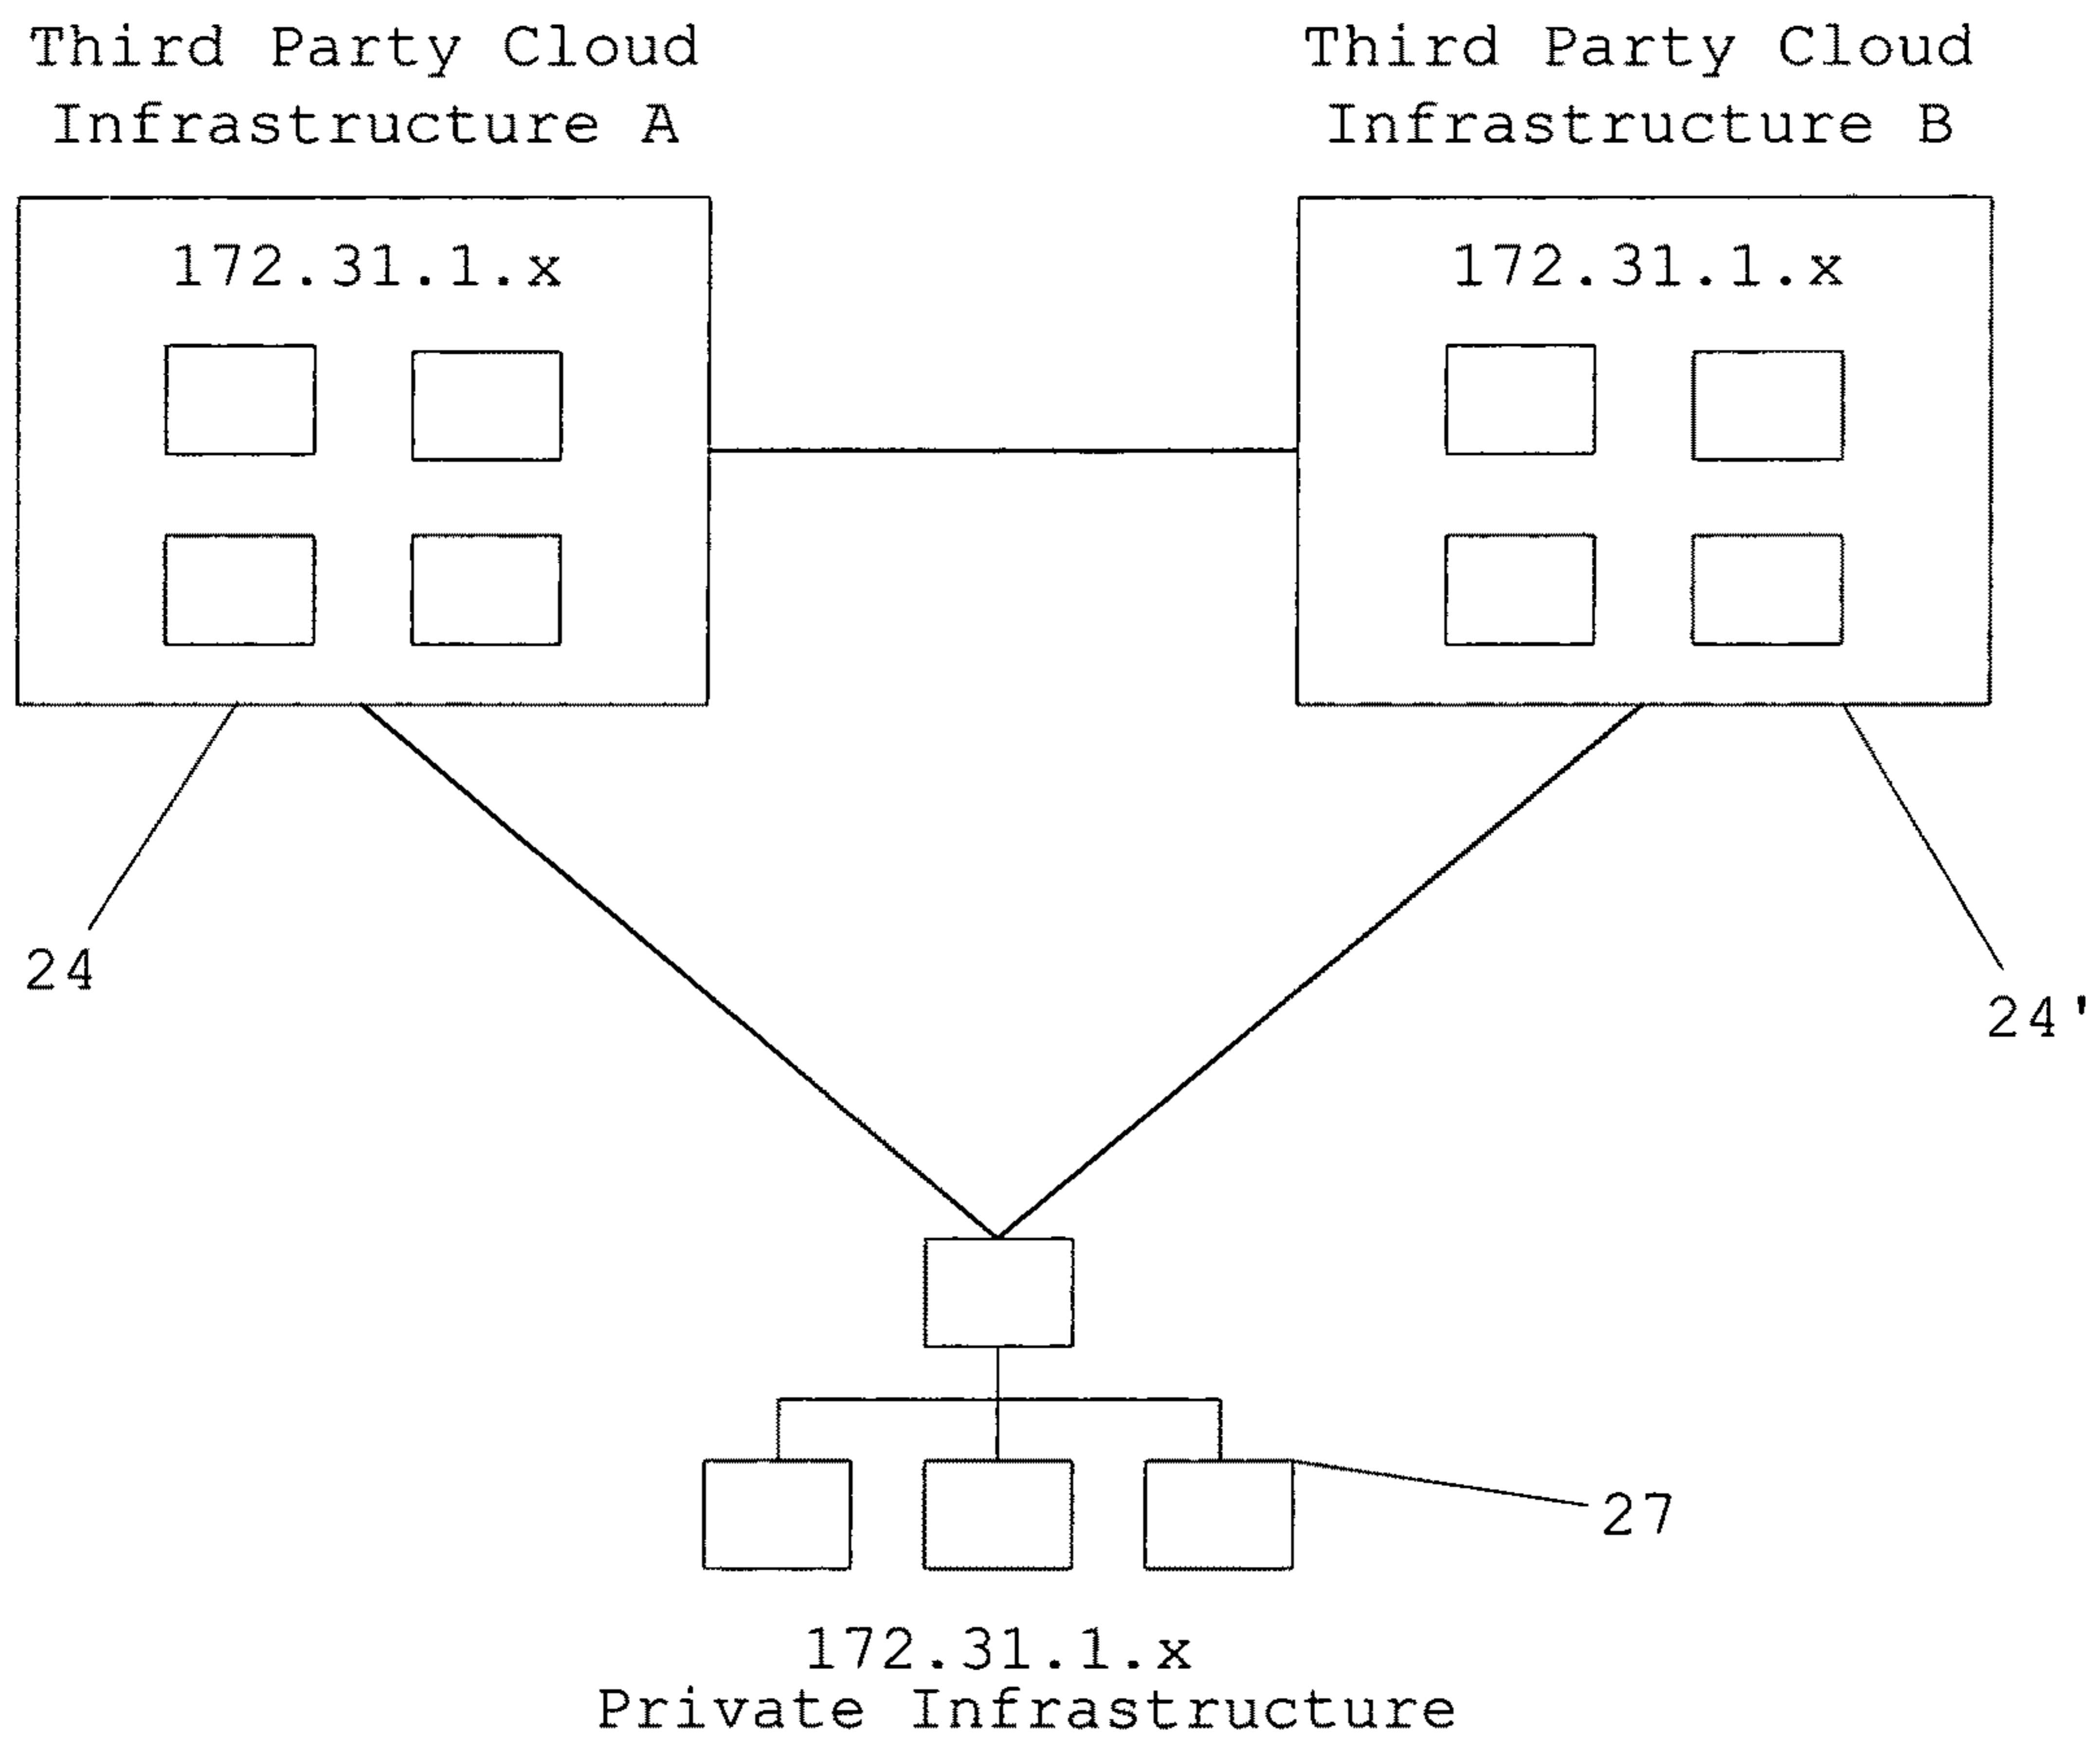 Third Party Cloud
Infrastructure A
Third Party Cloud
Infrastructure B
172.31.1.x
172.31.1.x
24
24'
27
172.31.1.x
Private Infrastructure